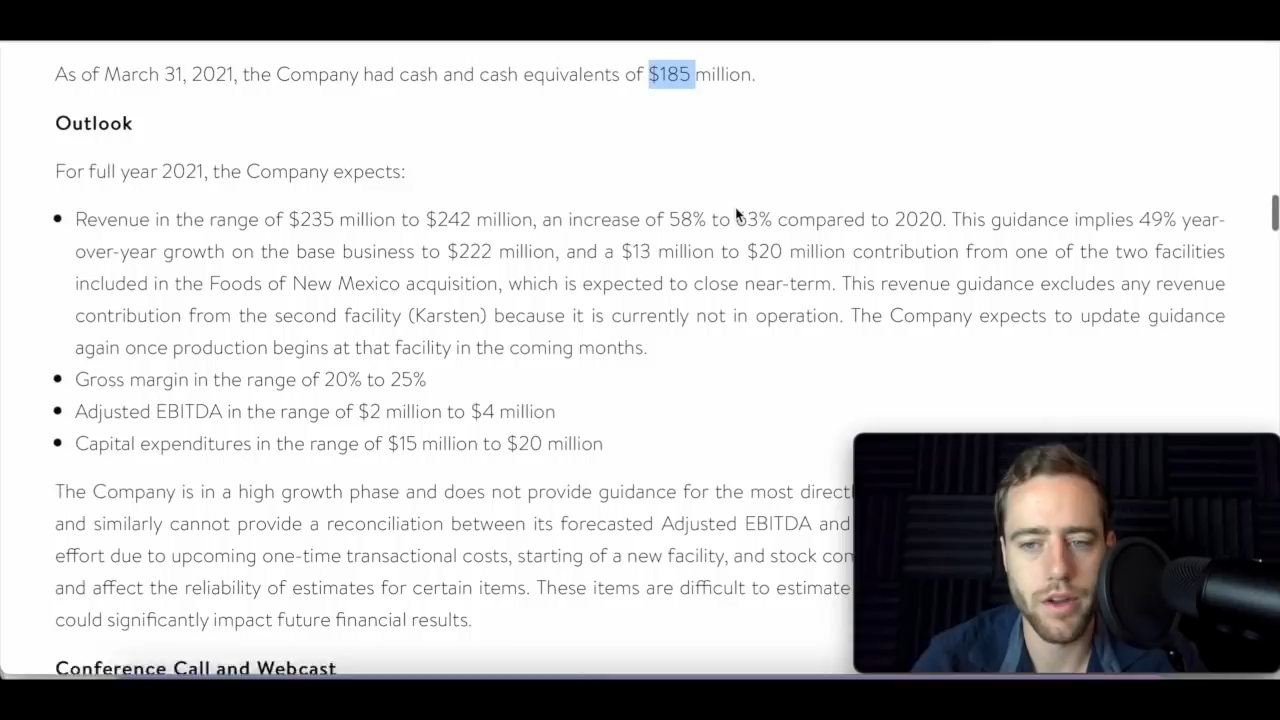 As of March 31, 2021, the Company had cash and cash equivalents of $185 million.
Outlook
For full year 2021, the Company expects:
• Revenue in the range of $235 million to $242 million, an increase of 58% to 63% compared to 2020. This guidance implies 49% year-
over-year growth on the base business to $222 million, and a $13 million to $20 million contribution from one of the two facilities
included in the Foods of New Mexico acquisition, which is expected to close near-term. This revenue guidance excludes any revenue
contribution from the second facility (Karsten) because it is currently not in operation. The Company expects to update guidance
again once production begins at that facility in the coming months.
• Gross margin in the range of 20% to 25%
• Adjusted EBITDA in the range of $2 million to $4 million
• Capital expenditures in the range of $15 million to $20 million
The Company is in a high growth phase and does not provide guidance for the most
and similarly cannot provide a reconciliation between its forecasted Adjusted EBITDA and
effort due to upcoming one-time transactional costs, starting of a new facility, and stock
and affect the reliability of estimates for certain items. These items are difficult to estimate
could significantly impact future financial results.
Conference Call and Webcast